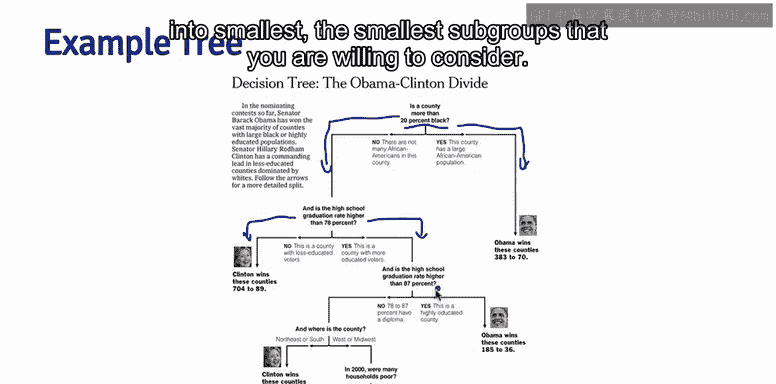 into smallest, the smallest subgroups that
you are willing to consider.
Example Tree
Decision Tree: The Obama-Clinton Divide
In the nominating
contests so far, Senator
Barack Obama has won the
vast majority of counties
with large black or highly
educated populations.
Senator Hillary Rodham
Clinton has a commanding
lead in less-educated
counties dominated by
whites. Follow the arrows
for a more detailed split.
Is a county
more than
20 percent black?
NO There are not
many African-
Americans in this
county.
YES This county
has a large
African-American
population.
And is the high school
graduation rate higher
than 78 percent?
Obama wins
these counties
383 to 70.
NO This is a county
with less-educated
voters
YES This is a
county with more
educated voters.
Clinton wins
these counties
704 to 89.
And is the high school
graduation rate higher
than 87 percent?
NO 78 to 87
percent have
a diploma.
YES This is a
highly educated
county
Obama wins
these counties
185 to 36.
And where is the county?
Northeast or South
West or Midwest
Clinton wins
these counties
In 2000, were many
households poor?